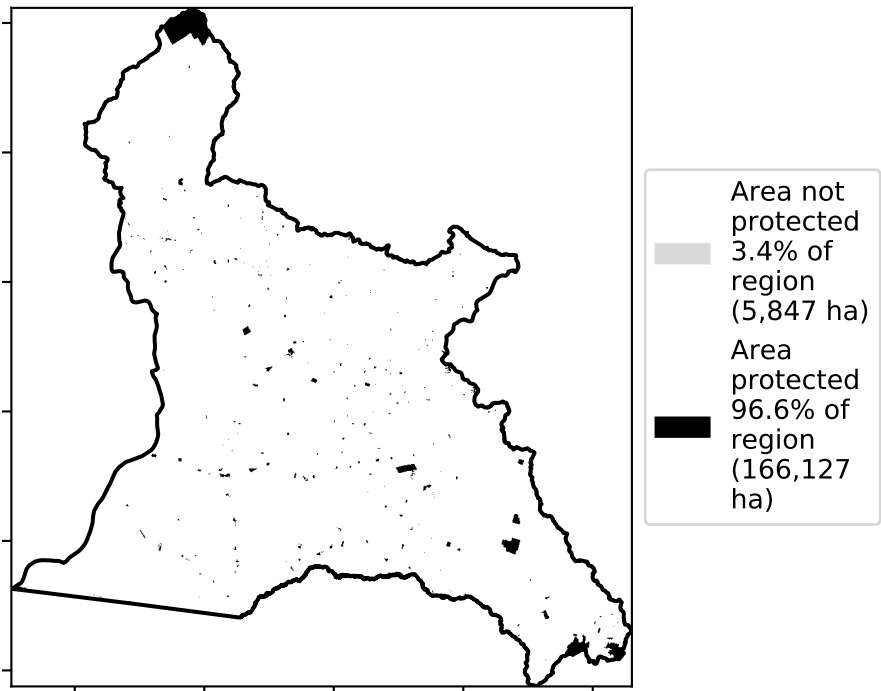 Area not
protected
3.4% of
region
(5,847 ha)
Area
protected
96.6% of
region
(166,127
ha)